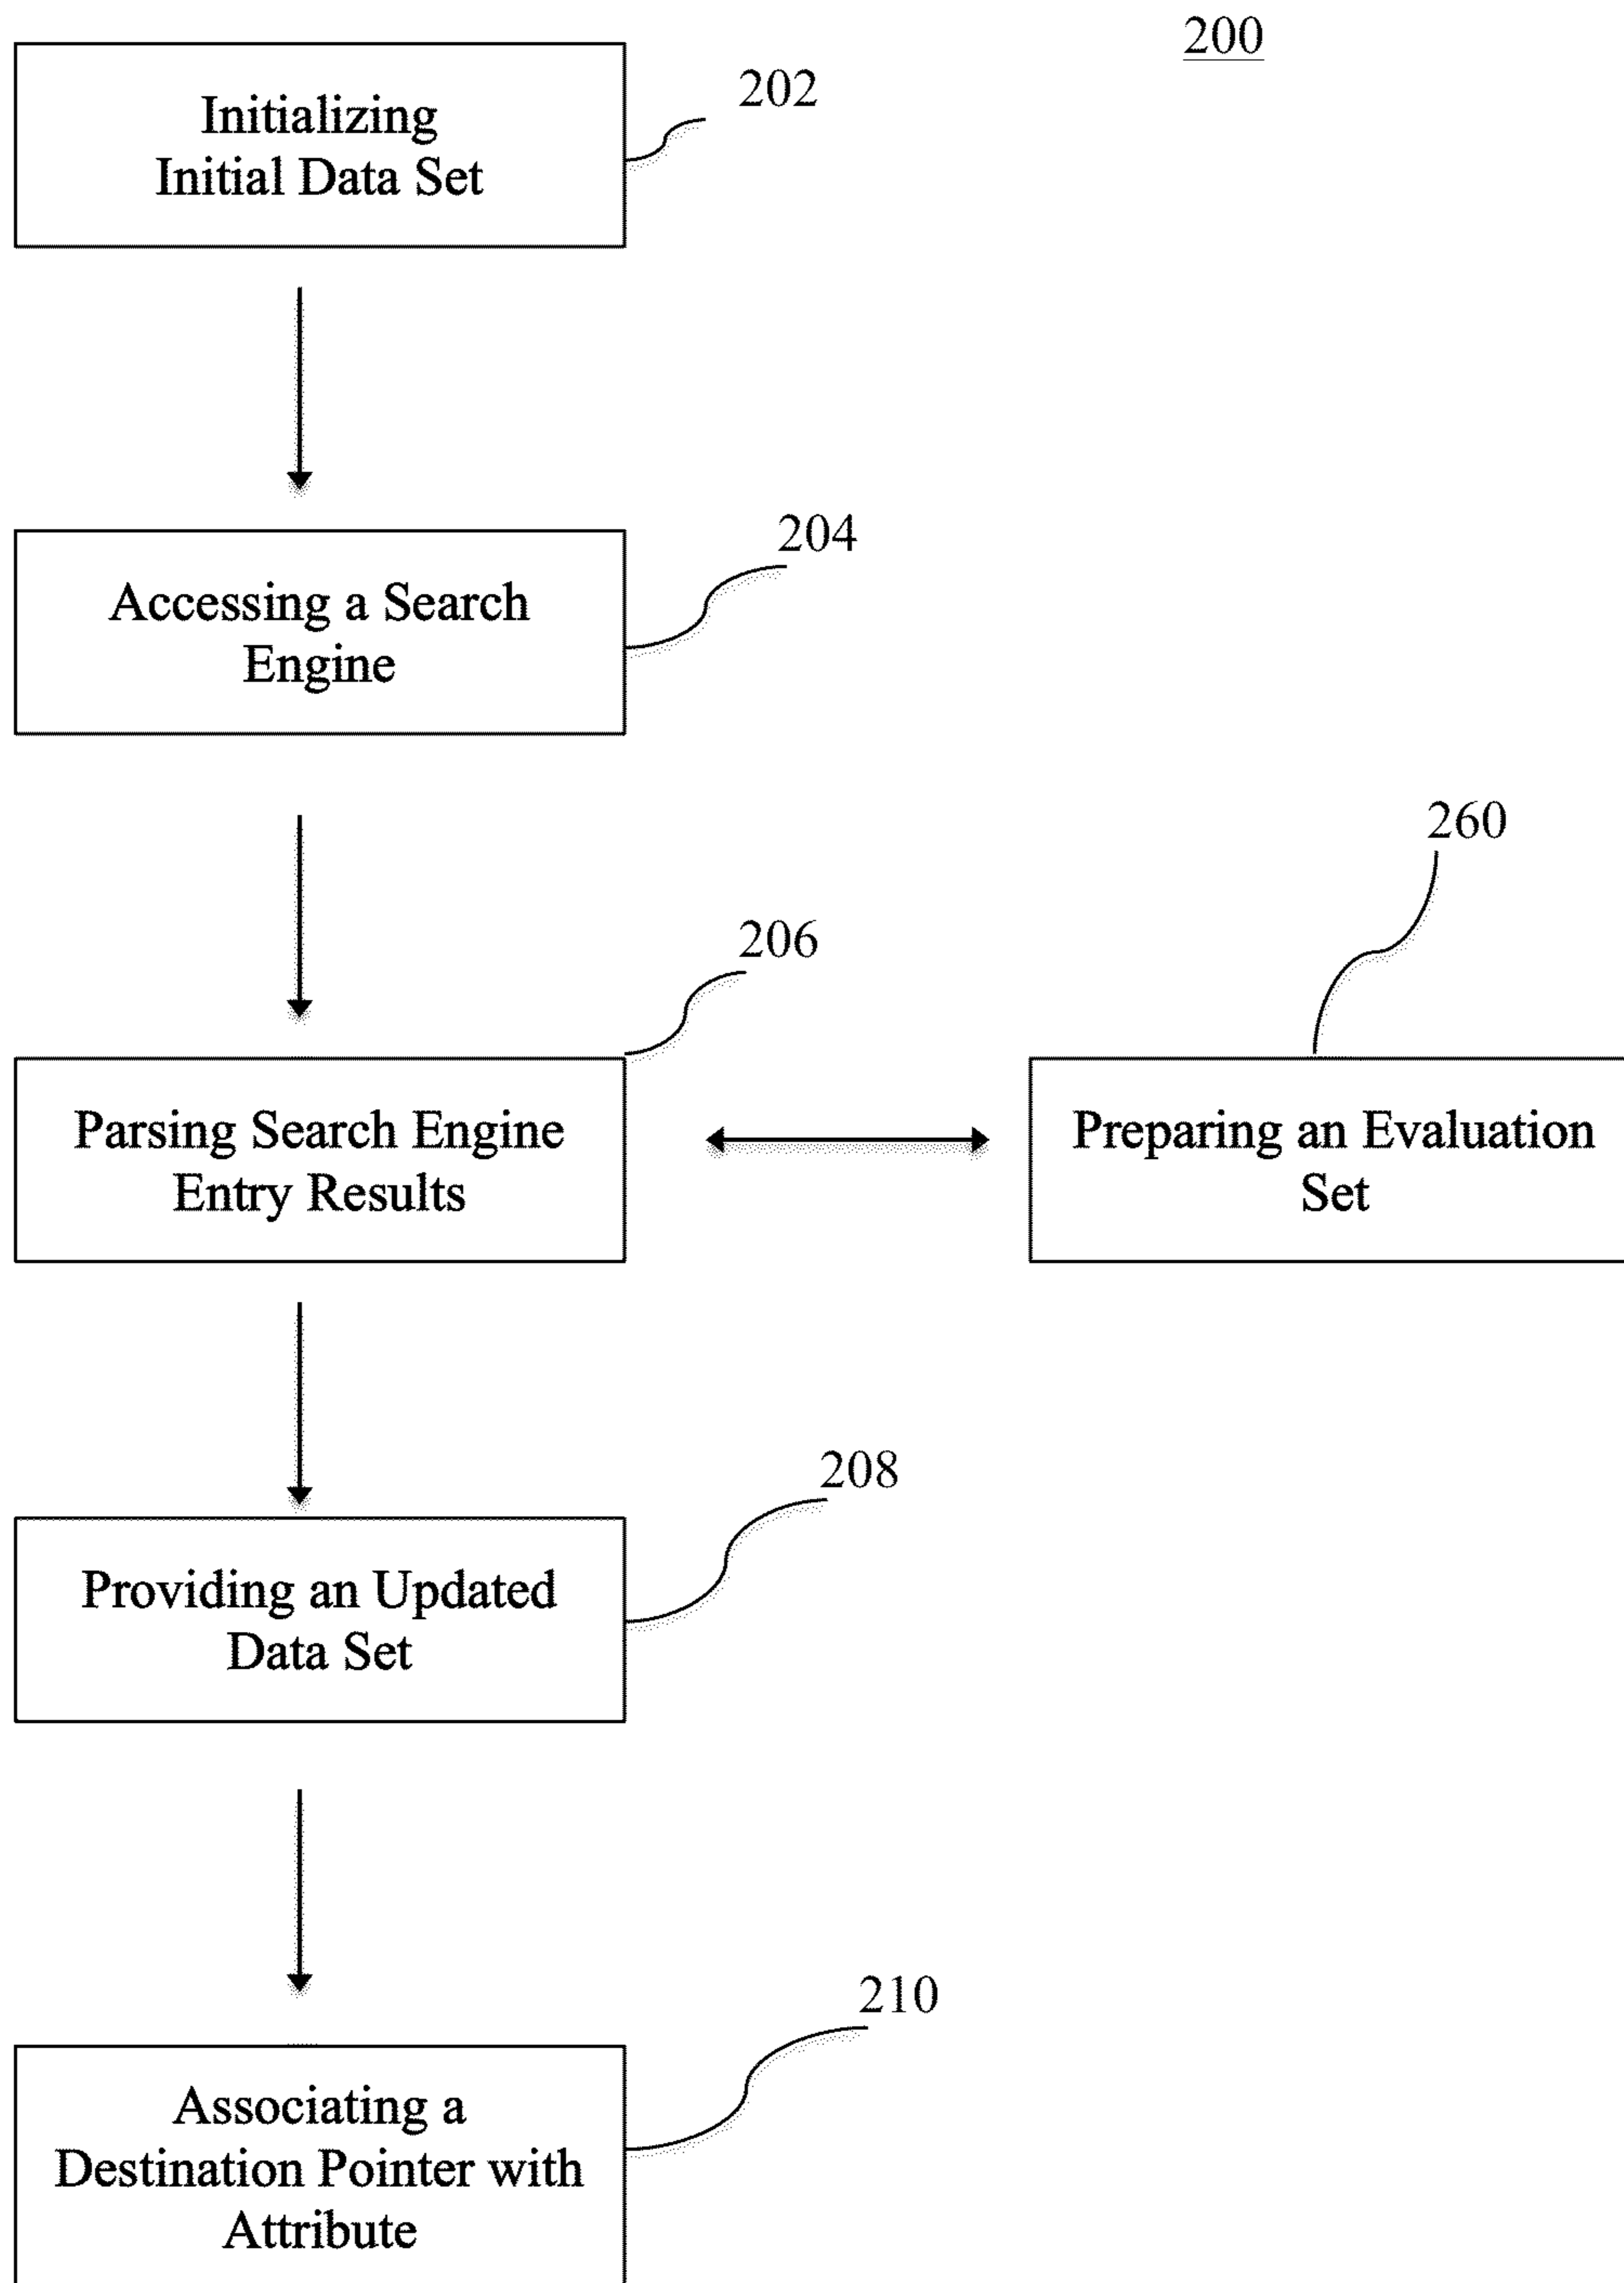 200
202
Initializing
Initial Data Set
204
Accessing a Search
Engine
260
206
Parsing Search Engine
Entry Results
Preparing an Evaluation
Set
208
Providing an Updated
Data Set
210
Associating a
Destination Pointer with
Attribute